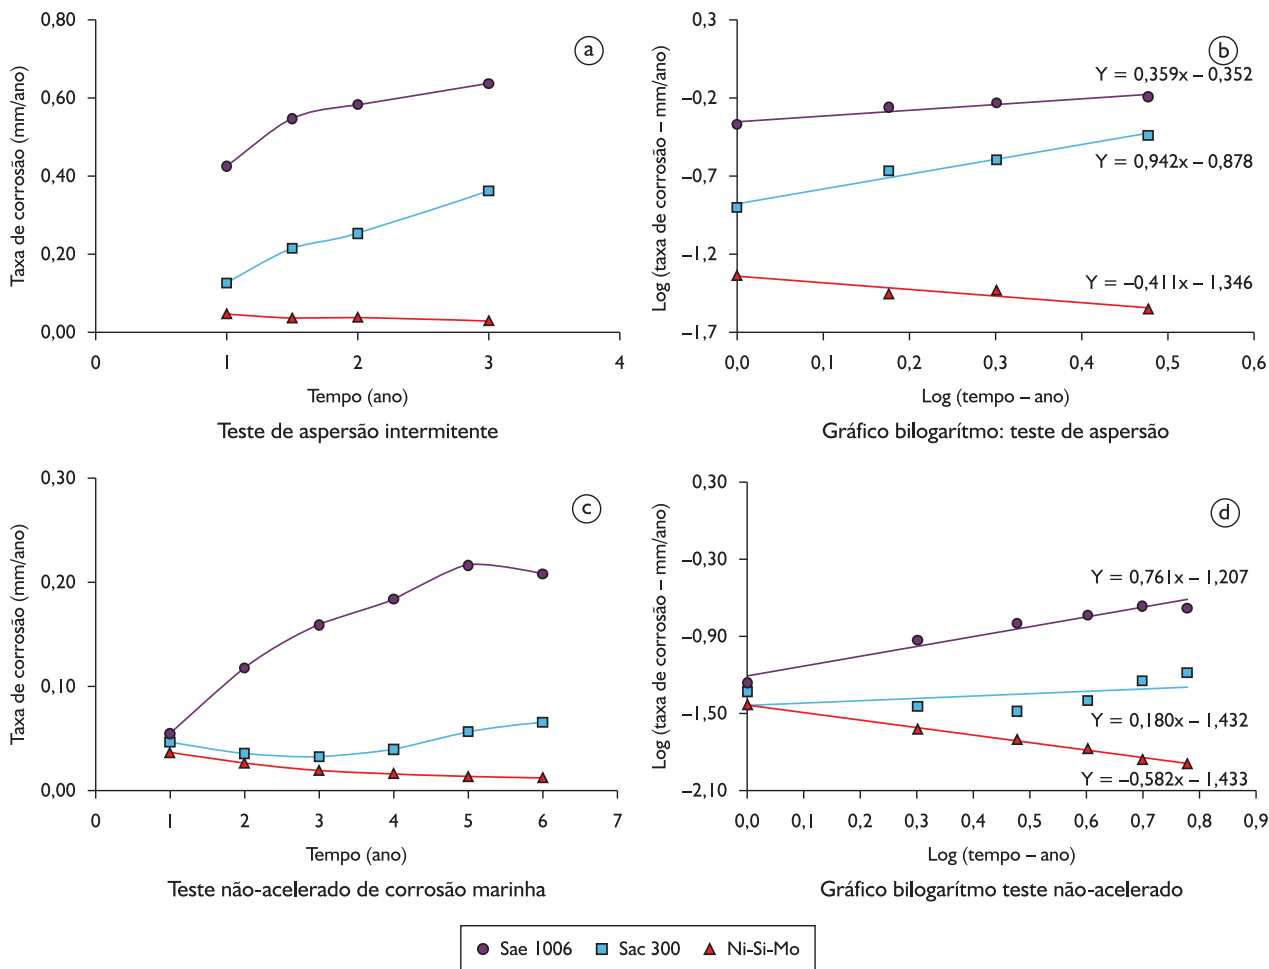 a
Taxa de corrosão (mm/ano)
0,80
0,60
0,40
0,20
0,00
0 1 2 3 4
Tempo (ano)
Teste de aspersão intermitente
b
Log (taxa de corrosão – mm/ano)
0,3
–0,2
–0,7
–1,2
–1,7
Y = 0,359x – 0,352
Y = 0,942x – 0,878
Y = –0,411x – 1,346
0,0 0,1 0,2 0,3 0,4 0,5 0,6
Log (tempo – ano)
Gráfico bilogarítmo: teste de aspersão
c
Taxa de corrosão (mm/ano)
0,30
0,20
0,10
0,00
0 1 2 3 4 5 6 7
Tempo (ano)
Teste não-acelerado de corrosão marinha
d
Log (taxa de corrosão – mm/ano)
0,30
–0,30
–0,90
–1,50
–2,10
Y = 0,761x – 1,207
Y = 0,180x – 1,432
Y = –0,582x – 1,433
0,0 0,1 0,2 0,3 0,4 0,5 0,6 0,7 0,8 0,9
Log (tempo – ano)
Gráfico bilogarítmo teste não-acelerado
Sae 1006 Sac 300 Ni-Si-Mo